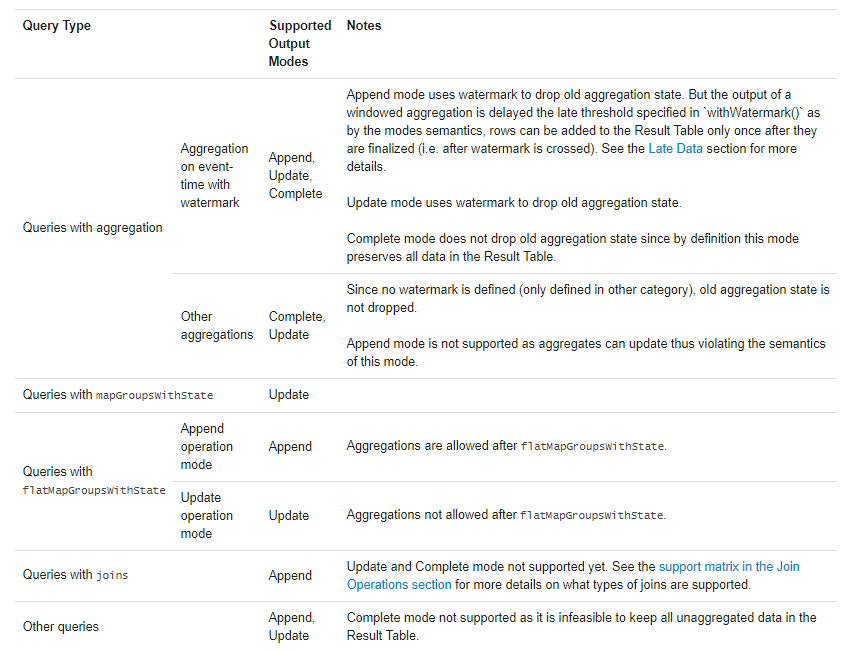 Query Type
Supported
Output
Modes
Notes
Queries with aggregation
Aggregation
on event-
time with
watermark
Append,
Update,
Complete
Append mode uses watermark to drop old aggregation state. But the output of a
windowed aggregation is delayed the late threshold specified in `withWatermark()` as
by the modes semantics, rows can be added to the Result Table only once after they
are finalized (i.e. after watermark is crossed). See the Late Data section for more
details.
Update mode uses watermark to drop old aggregation state.
Complete mode does not drop old aggregation state since by definition this mode
preserves all data in the Result Table.
Other
aggregations
Complete,
Update
Since no watermark is defined (only defined in other category), old aggregation state is
not dropped.
Append mode is not supported as aggregates can update thus violating the semantics
of this mode.
Queries with mapGroupsWithState
Update
Queries with
flatMapGroupsWithState
Append
operation
mode
Append
Aggregations are allowed after flatMapGroupsWithState.
Update
operation
mode
Update
Aggregations not allowed after flatMapGroupsWithState.
Queries with joins
Append
Update and Complete mode not supported yet. See the support matrix in the Join
Operations section for more details on what types of joins are supported.
Other queries
Append,
Update
Complete mode not supported as it is infeasible to keep all unaggregated data in the
Result Table.